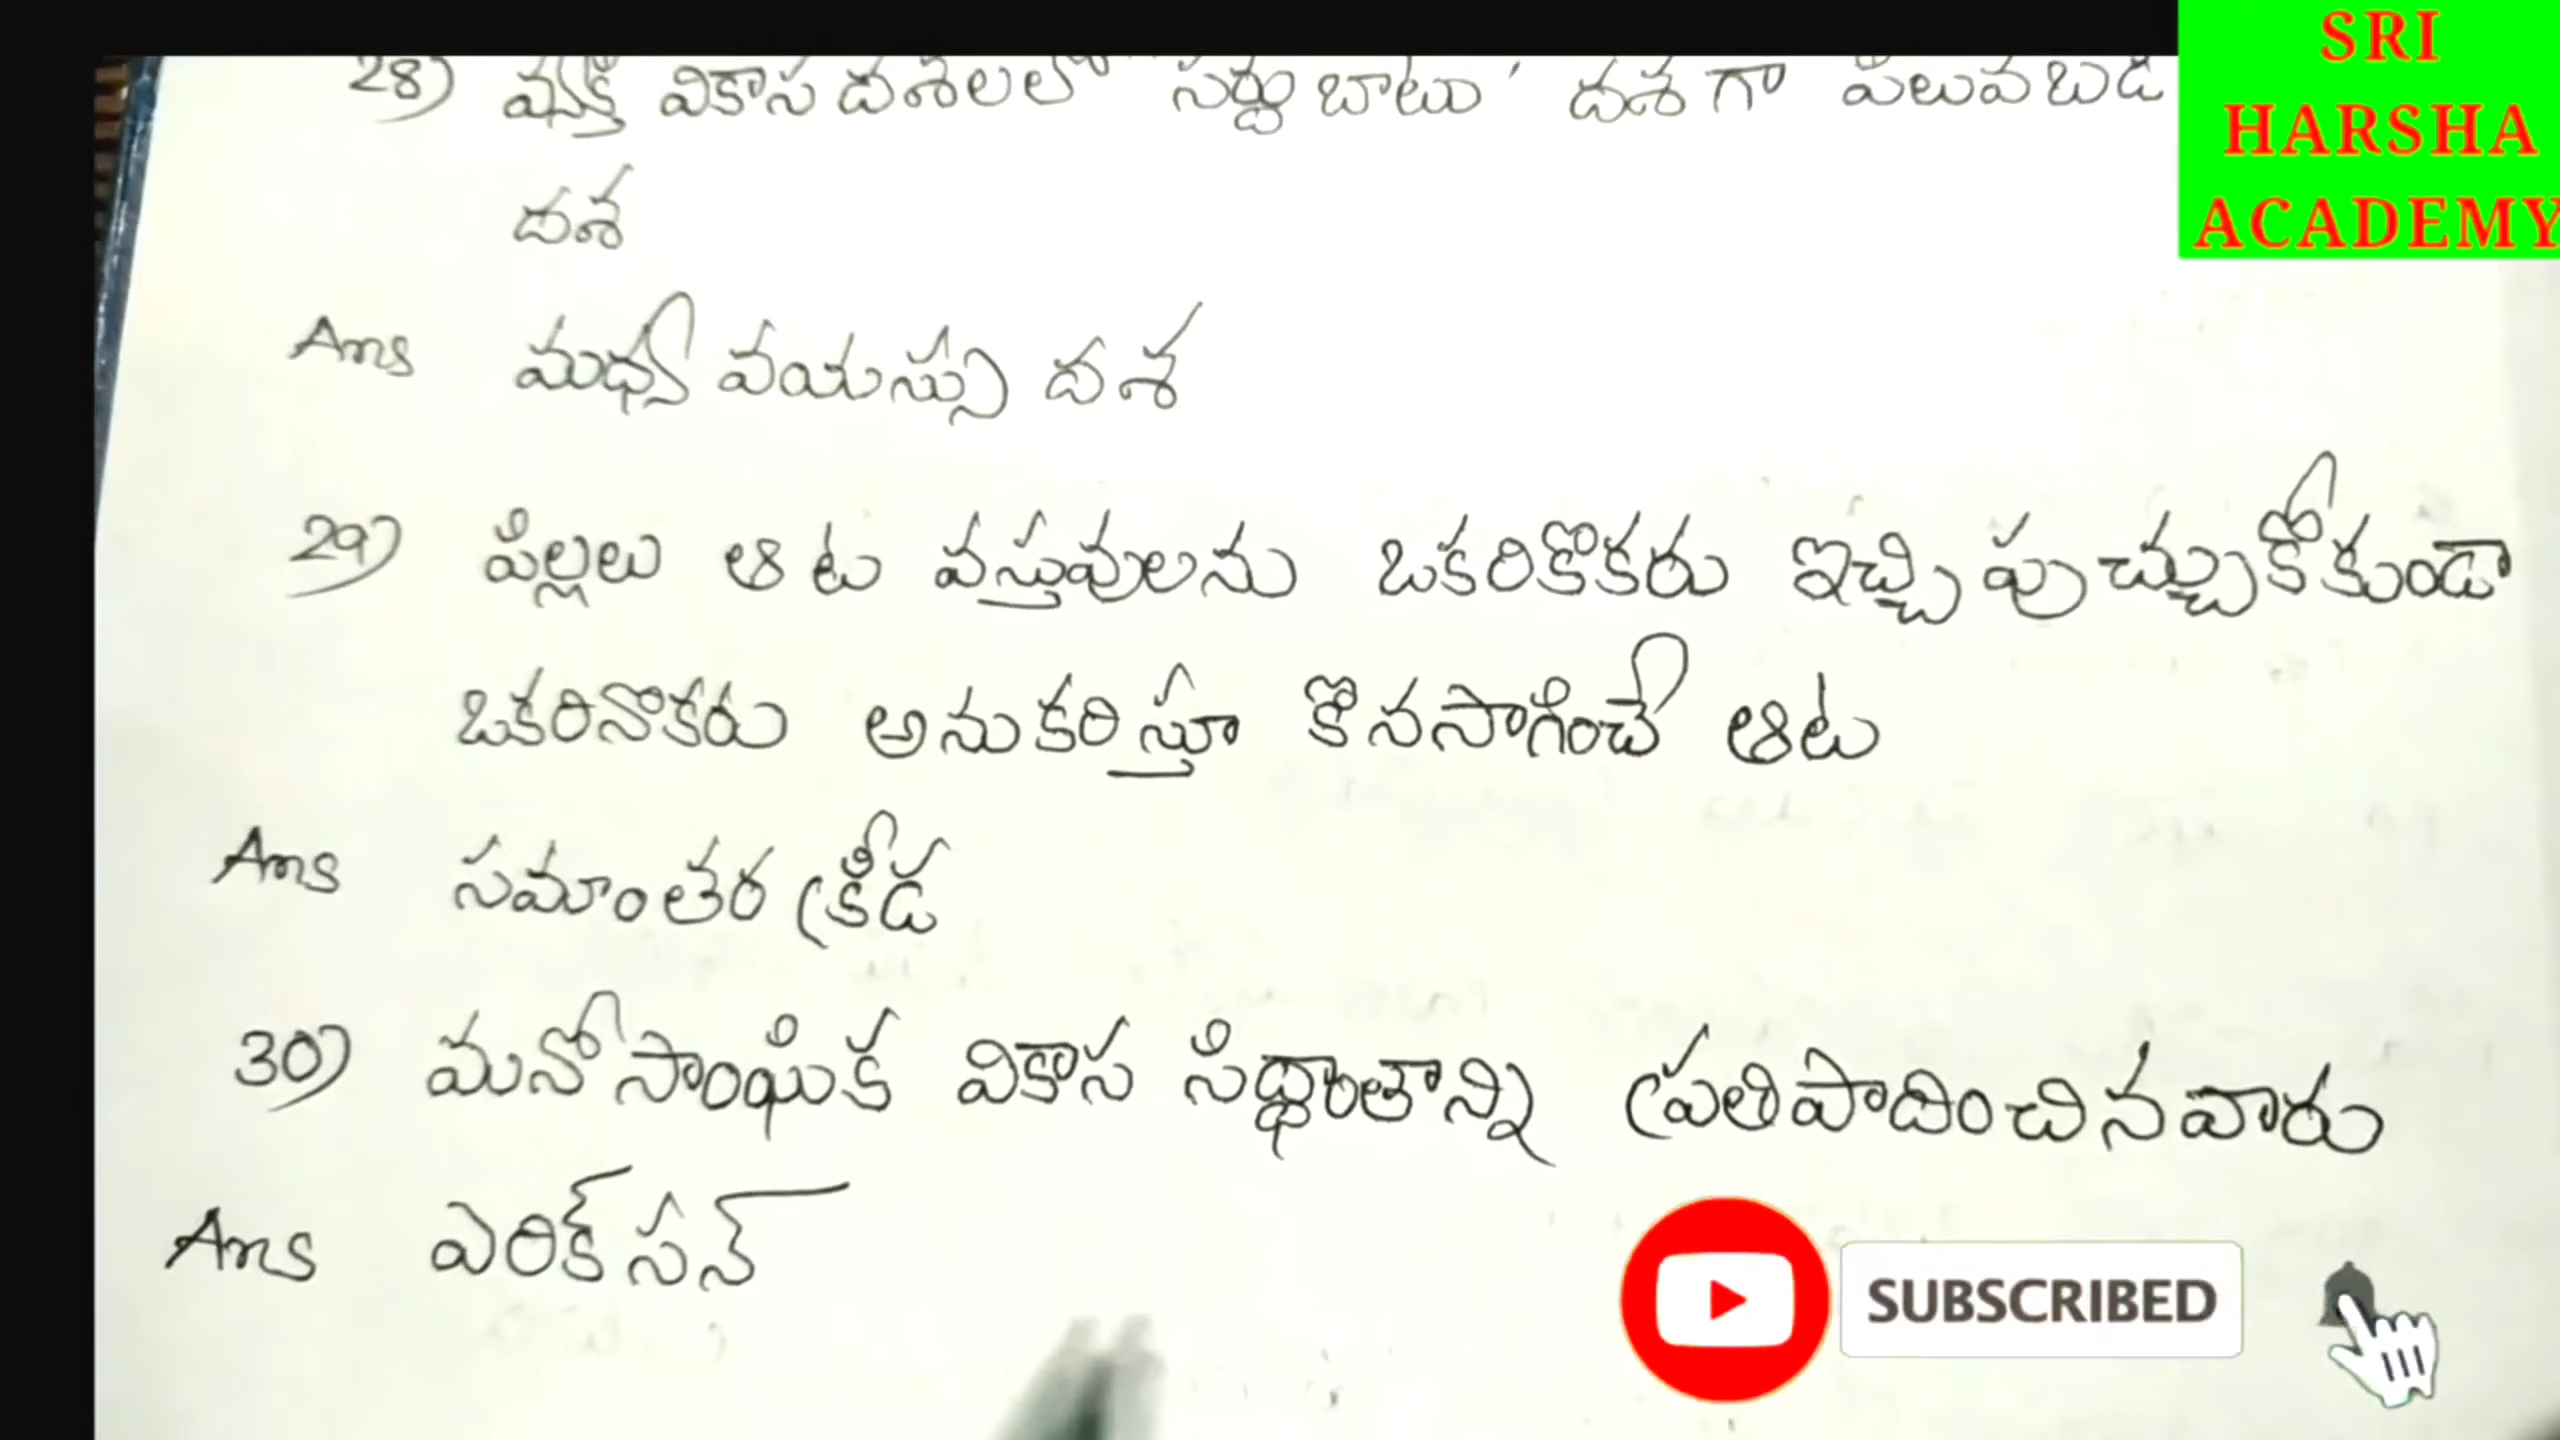 28) వ్యక్తి వికాస దశలలో 'సర్దుబాటు' దశగా పిలువబడే
దశ
Ans మధ్య వయస్సు దశ
29) పిల్లలు ఆట వస్తువులను ఒకరికొకరు ఇచ్చి పుచ్చుకోకుండా
ఒకరినొకరు అనుకరిస్తూ కొనసాగించే ఆట
Ans సమాంతర క్రీడ
30) మనోసాంఘిక వికాస సిద్ధాంతాన్ని ప్రతిపాదించినవారు
Ans ఎరిక్ సన్
SRI
HARSHA
ACADEMY
SUBSCRIBED